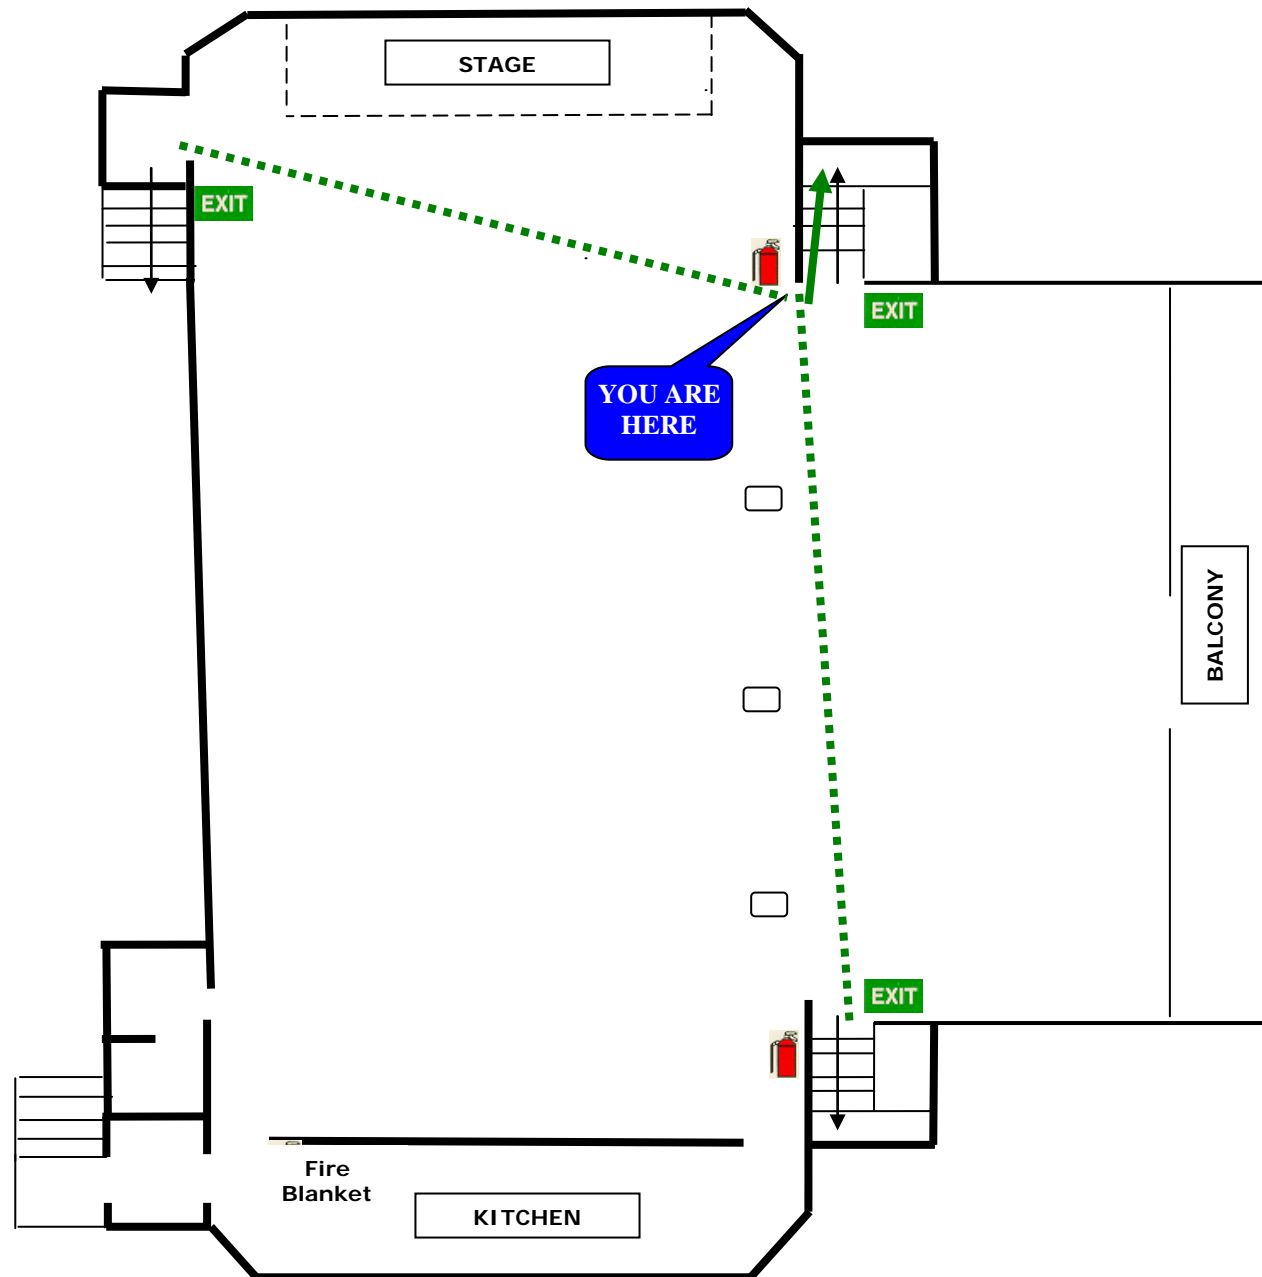 STAGE
EXIT
EXIT
YOU ARE
HERE
BALCONY
EXIT
Fire
Blanket
KITCHEN